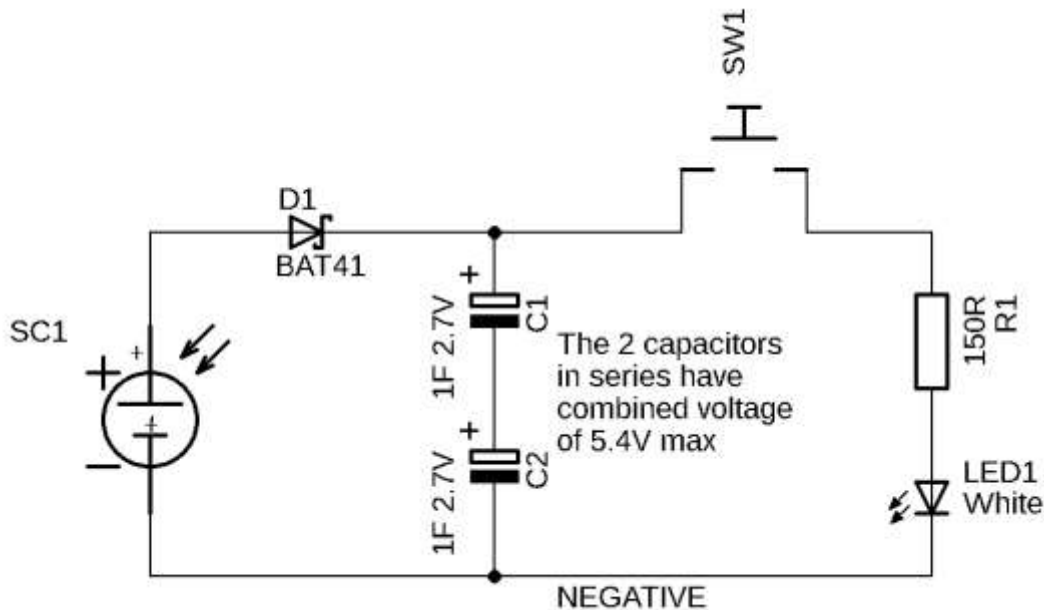 SW1
D1
BAT41
SC1
+
+
+
−
+
1F 2.7V
C1
The 2 capacitors
in series have
combined voltage
of 5.4V max
+
1F 2.7V
C2
150R
R1
LED1
White
NEGATIVE